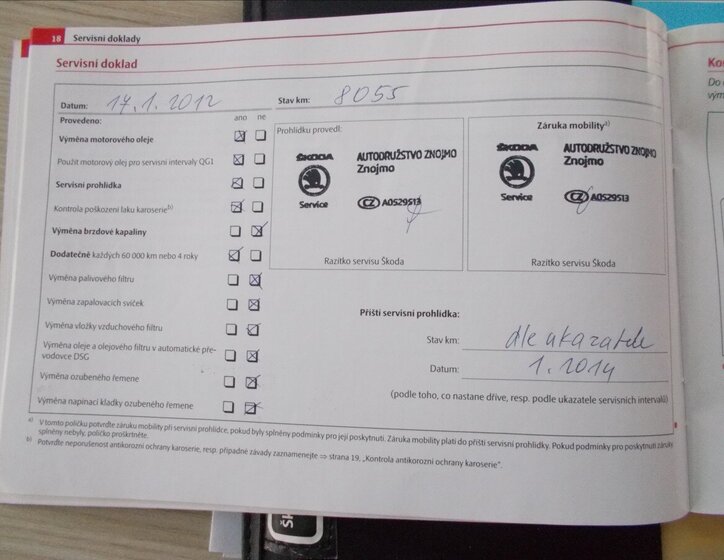 18 Servisní doklady
Servisní doklad
Datum: 17.1.2012 Stav km: 8055
Provedeno: ano ne
Výměna motorového oleje
Použit motorový olej pro servisní intervaly QG1
Servisní prohlídka
Kontrola poškození laku karoserie b)
Výměna brzdové kapaliny
Dodatečně každých 60 000 km nebo 4 roky
Výměna palivového filtru
Výměna zapalovacích svíček
Výměna vložky vzduchového filtru
Výměna oleje a olejového filtru v automatické pře-
vodovce DSG
Výměna ozubeného řemene
Výměna napínací kladky ozubeného řemene
Prohlídku provedl:
ŠKODA AUTODRUŽSTVO ZNOJMO
Znojmo
Service CZ A0529513
Razítko servisu Škoda
Záruka mobility a)
ŠKODA AUTODRUŽSTVO ZNOJMO
Znojmo
Service CZ A0529513
Razítko servisu Škoda
Příští servisní prohlídka:
Stav km: dle ukazatele
Datum: 1.2014
(podle toho, co nastane dříve, resp. podle ukazatele servisních intervalů)
a) V tomto políčku potvrďte záruku mobility při servisní prohlídce, pokud byly splněny podmínky pro její poskytnutí. Záruka mobility platí do příští servisní prohlídky. Pokud podmínky pro poskytnutí záruky
splněny nebyly, políčko proškrtněte.
b) Potvrďte neporušenost antikorozní ochrany karoserie, resp. případné závady zaznamenejte ⇒ strana 19, „Kontrola antikorozní ochrany karoserie".